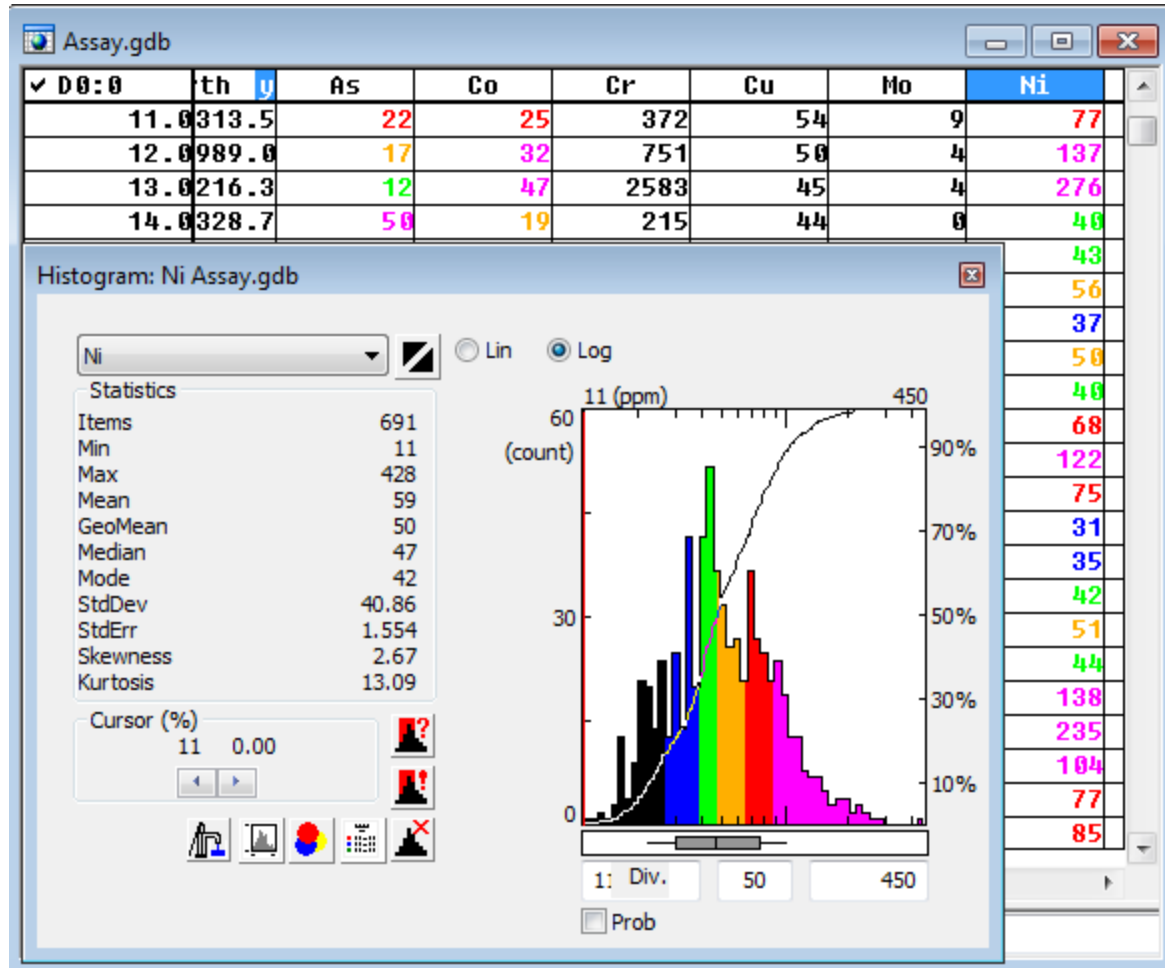 Assay.gdb
✓ D0:0 th y As Co Cr Cu Mo Ni
11.0 313.5 22 25 372 54 9 77
12.0 989.0 17 32 751 50 4 137
13.0 216.3 12 47 2583 45 4 276
14.0 328.7 50 19 215 44 0 40
43
56
37
50
40
68
122
75
31
35
42
51
44
138
235
104
77
85
Histogram: Ni Assay.gdb
Ni
Lin Log
Statistics
Items 691
Min 11
Max 428
Mean 59
GeoMean 50
Median 47
Mode 42
StdDev 40.86
StdErr 1.554
Skewness 2.67
Kurtosis 13.09
Cursor (%)
11 0.00
11 (ppm) 450
60
(count)
30
0
90%
70%
50%
30%
10%
11 Div. 50 450
Prob